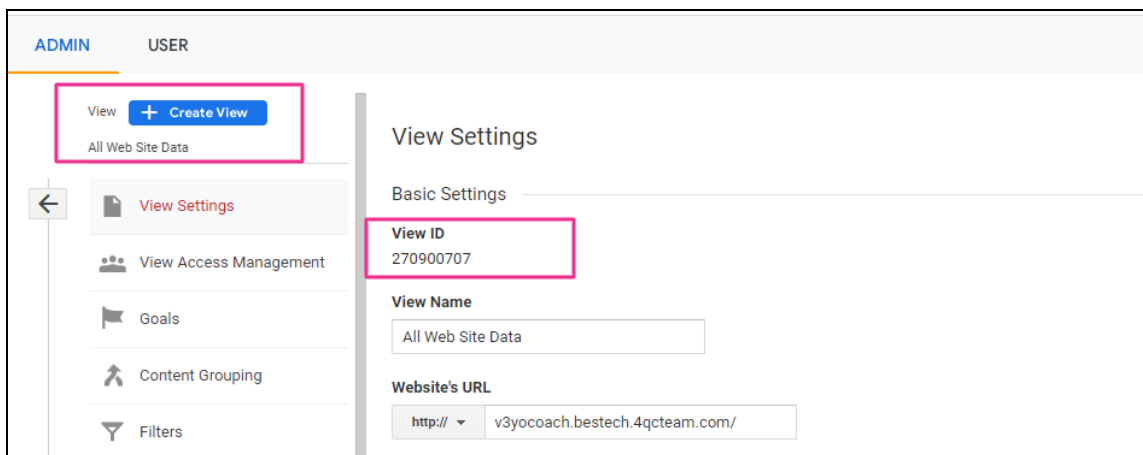 ADMIN USER
View + Create View
All Web Site Data
View Settings
View Access Management
Goals
Content Grouping
Filters
View Settings
Basic Settings
View ID
270900707
View Name
All Web Site Data
Website's URL
http:// v3yocoach.bestech.4qcteam.com/